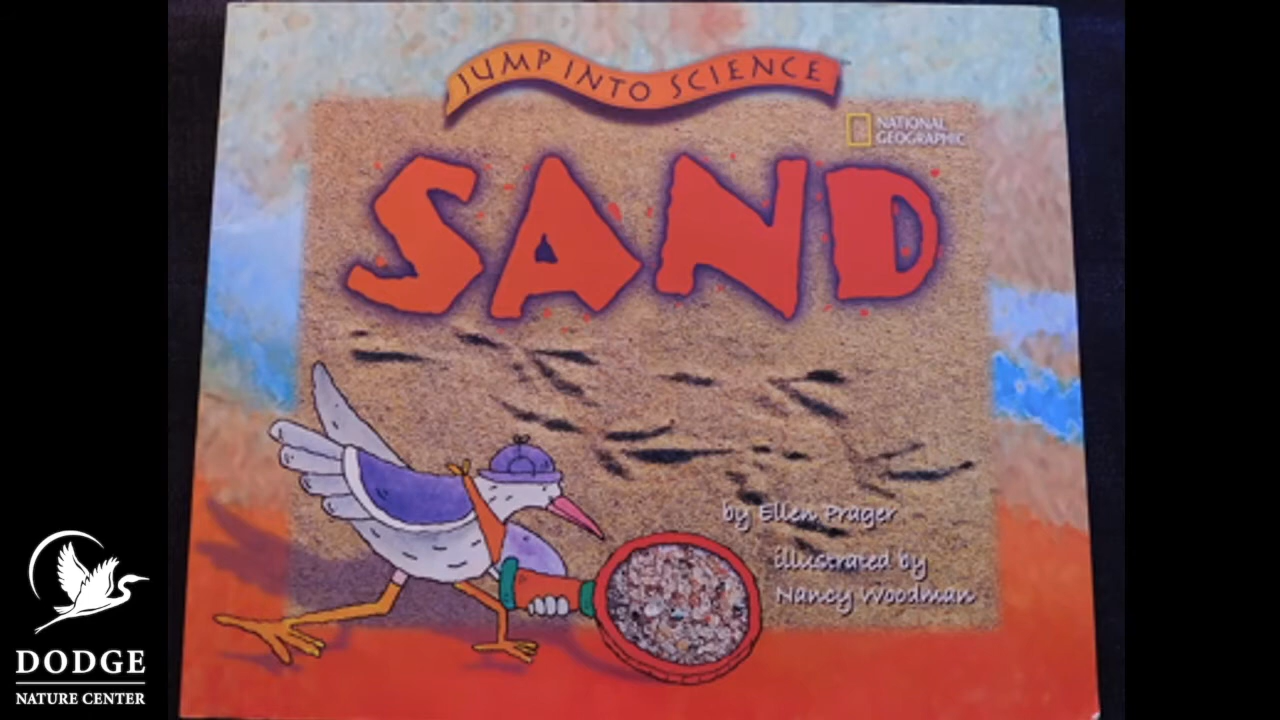 JUMP INTO SCIENCE
NATIONAL
GEOGRAPHIC
SAND
by Ellen Prager
illustrated by
Nancy Woodman
DODGE
NATURE CENTER